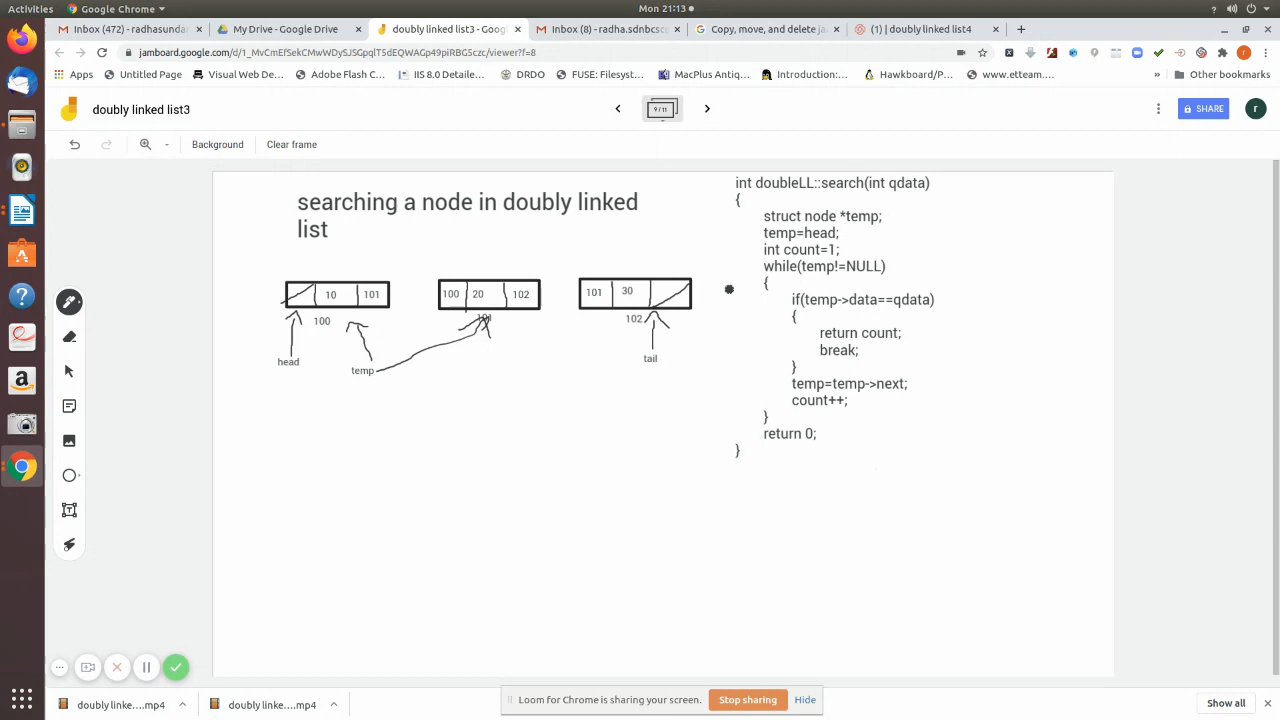 Activities
Google Chrome
Mon 21:13
Inbox (472) - radhasundar
My Drive - Google Drive
doubly linked list3 - Goog
Inbox (8) - radha.sdnbcsc@
Copy, move, and delete ja
(1) | doubly linked list4
jamboard.google.com/d/1_MvCmEfSekCMwWDySJSGpqlT5dEQWAGp49piRBG5czc/viewer?f=8
Apps
Untitled Page
Visual Web De...
Adobe Flash C...
IIS 8.0 Detaile...
DRDO
FUSE: Filesyst...
MacPlus Antiq...
Introduction:...
Hawkboard/P...
www.etteam....
»
Other bookmarks
doubly linked list3
9 / 11
SHARE
r
Background
Clear frame
searching a node in doubly linked
list
10 101
100 20 102
101 30
100
101
102
head
temp
tail
int doubleLL::search(int qdata)
{
struct node *temp;
temp=head;
int count=1;
while(temp!=NULL)
{
if(temp->data==qdata)
{
return count;
break;
}
temp=temp->next;
count++;
}
return 0;
}
Loom for Chrome is sharing your screen.
Stop sharing
Hide
doubly linke....mp4
doubly linke....mp4
Show all